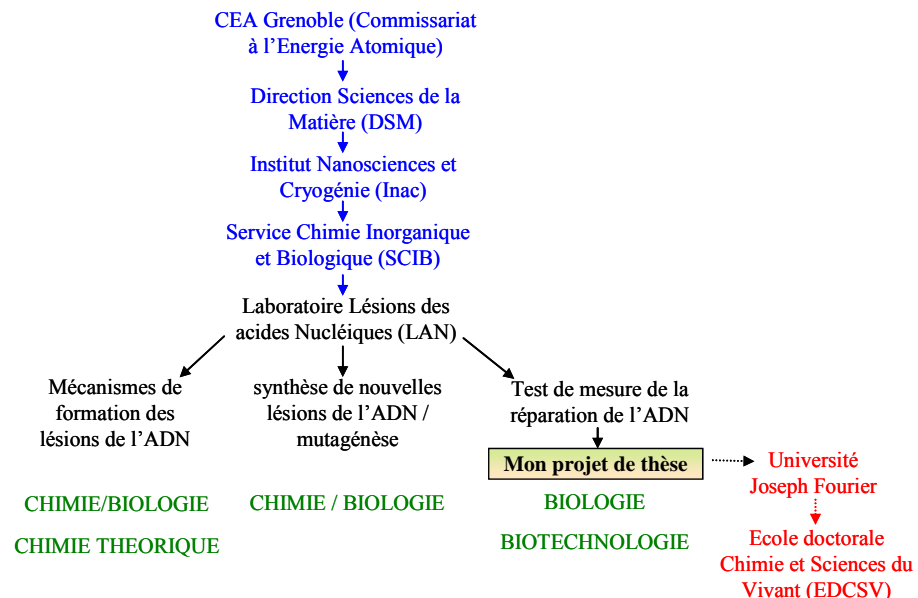 CEA Grenoble (Commissariat
à l'Energie Atomique)
Direction Sciences de la
Matière (DSM)
Institut Nanosciences et
Cryogénie (Inac)
Service Chimie Inorganique
et Biologique (SCIB)
Laboratoire Lésions des
acides Nucléiques (LAN)
Mécanismes de
formation des
lésions de l'ADN
synthèse de nouvelles
lésions de l'ADN /
mutagénèse
Test de mesure de la
réparation de l'ADN
Mon projet de thèse
Université
Joseph Fourier
CHIMIE/BIOLOGIE
CHIMIE THEORIQUE
CHIMIE / BIOLOGIE
BIOLOGIE
BIOTECHNOLOGIE
Ecole doctorale
Chimie et Sciences du
Vivant (EDCSV)